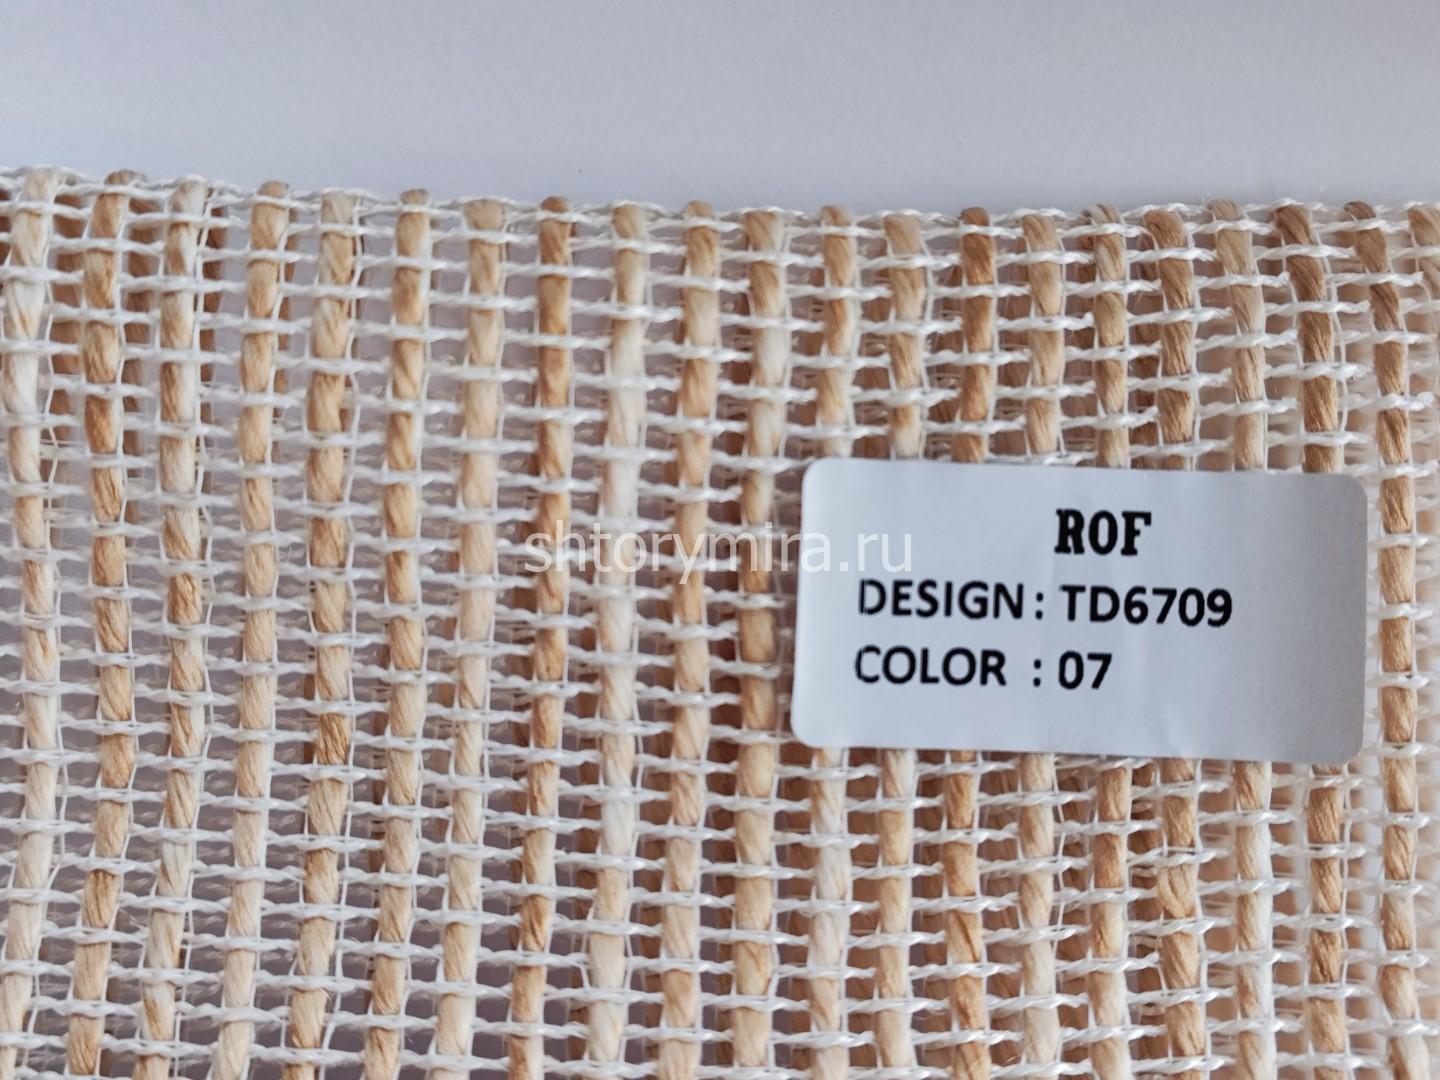 ROF
shtorymira.ru
DESIGN : TD6709
COLOR : 07